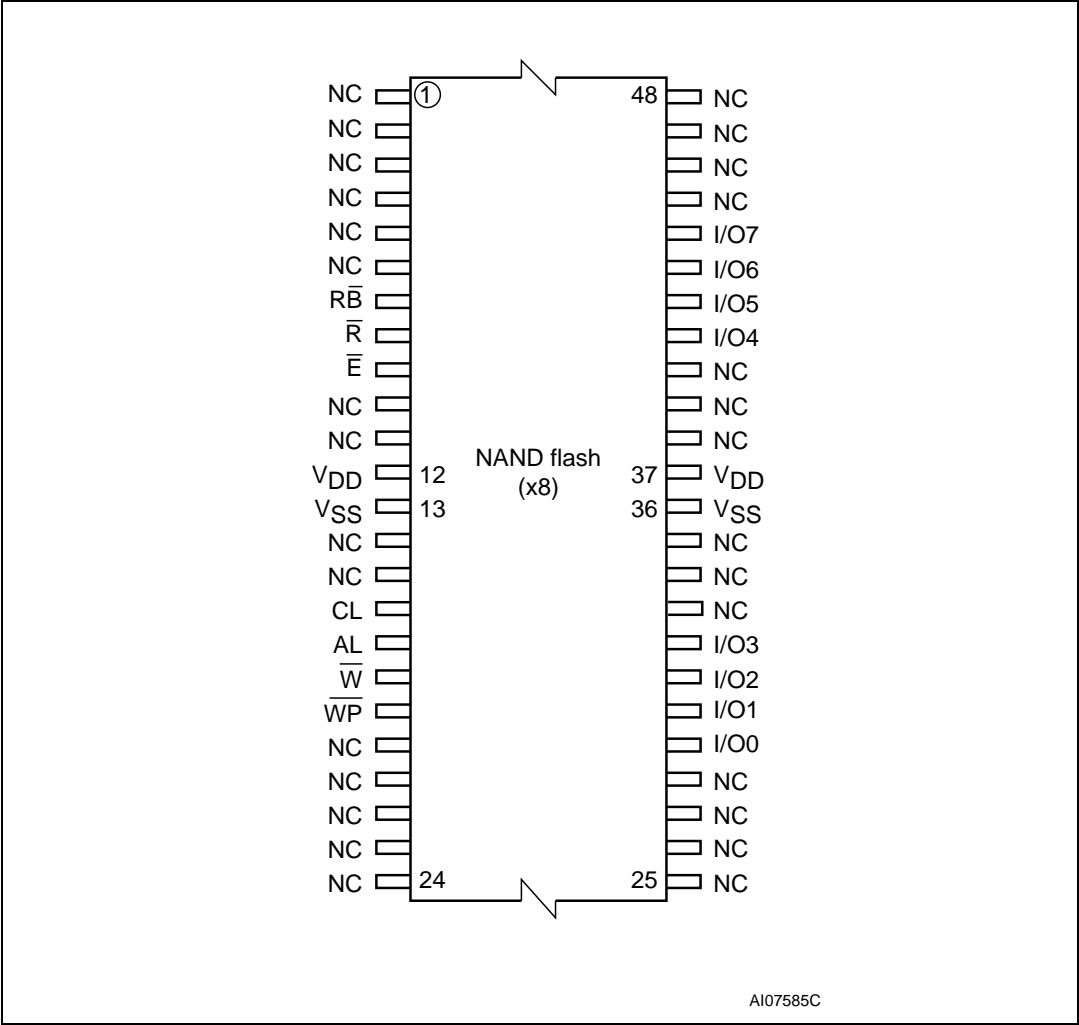 NC 1 48 NC
NC NC
NC NC
NC NC
NC I/O7
NC I/O6
RB̅ I/O5
R̅ I/O4
E̅ NC
NC NC
NC NC
NAND flash
(x8)
VDD 12 37 VDD
VSS 13 36 VSS
NC NC
NC NC
CL NC
AL I/O3
W̅ I/O2
W̅P̅ I/O1
NC I/O0
NC NC
NC NC
NC NC
NC 24 25 NC
AI07585C